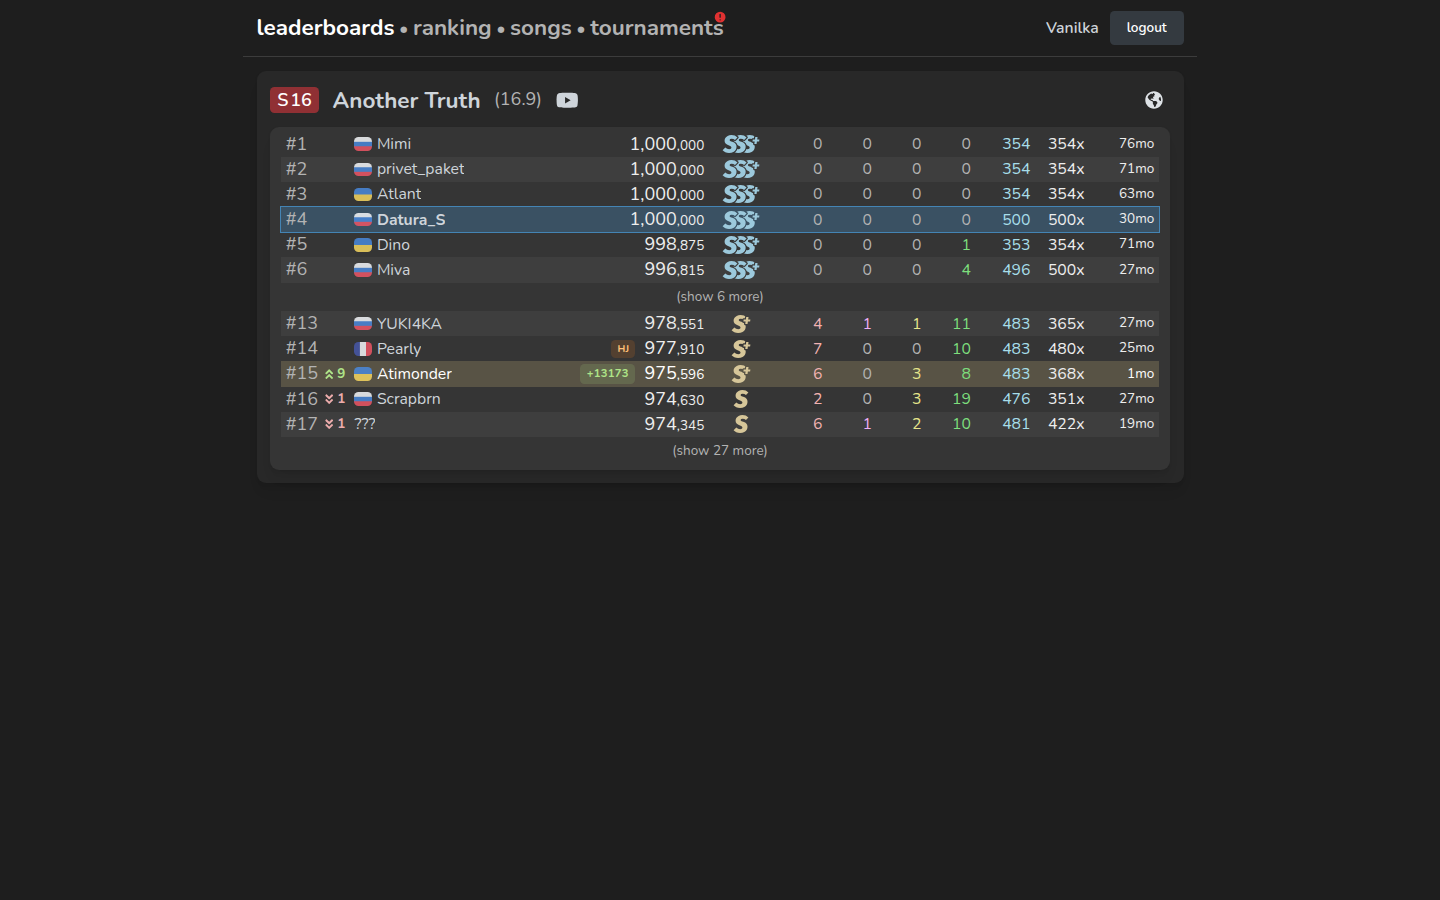 leaderboards • ranking • songs • tournaments Vanilka logout
S16 Another Truth (16.9)
#1 Mimi 1,000,000 SSS+ 0 0 0 0 354 354x 76mo
#2 privet_paket 1,000,000 SSS+ 0 0 0 0 354 354x 71mo
#3 Atlant 1,000,000 SSS+ 0 0 0 0 354 354x 63mo
#4 Datura_S 1,000,000 SSS+ 0 0 0 0 500 500x 30mo
#5 Dino 998,875 SSS+ 0 0 0 1 353 354x 71mo
#6 Miva 996,815 SSS+ 0 0 0 4 496 500x 27mo
(show 6 more)
#13 YUKI4KA 978,551 S+ 4 1 1 11 483 365x 27mo
#14 Pearly HJ 977,910 S+ 7 0 0 10 483 480x 25mo
#15 9 Atimonder +13173 975,596 S+ 6 0 3 8 483 368x 1mo
#16 1 Scrapbrn 974,630 S 2 0 3 19 476 351x 27mo
#17 1 ??? 974,345 S 6 1 2 10 481 422x 19mo
(show 27 more)